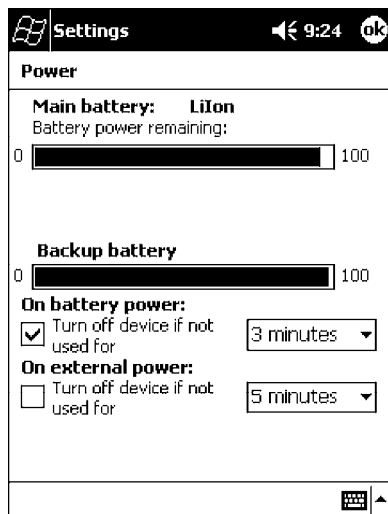 Settings 9:24 ok
Power
Main battery: LiIon
Battery power remaining:
0 100
Backup battery
0 100
On battery power:
Turn off device if not
used for
3 minutes
On external power:
Turn off device if not
used for
5 minutes